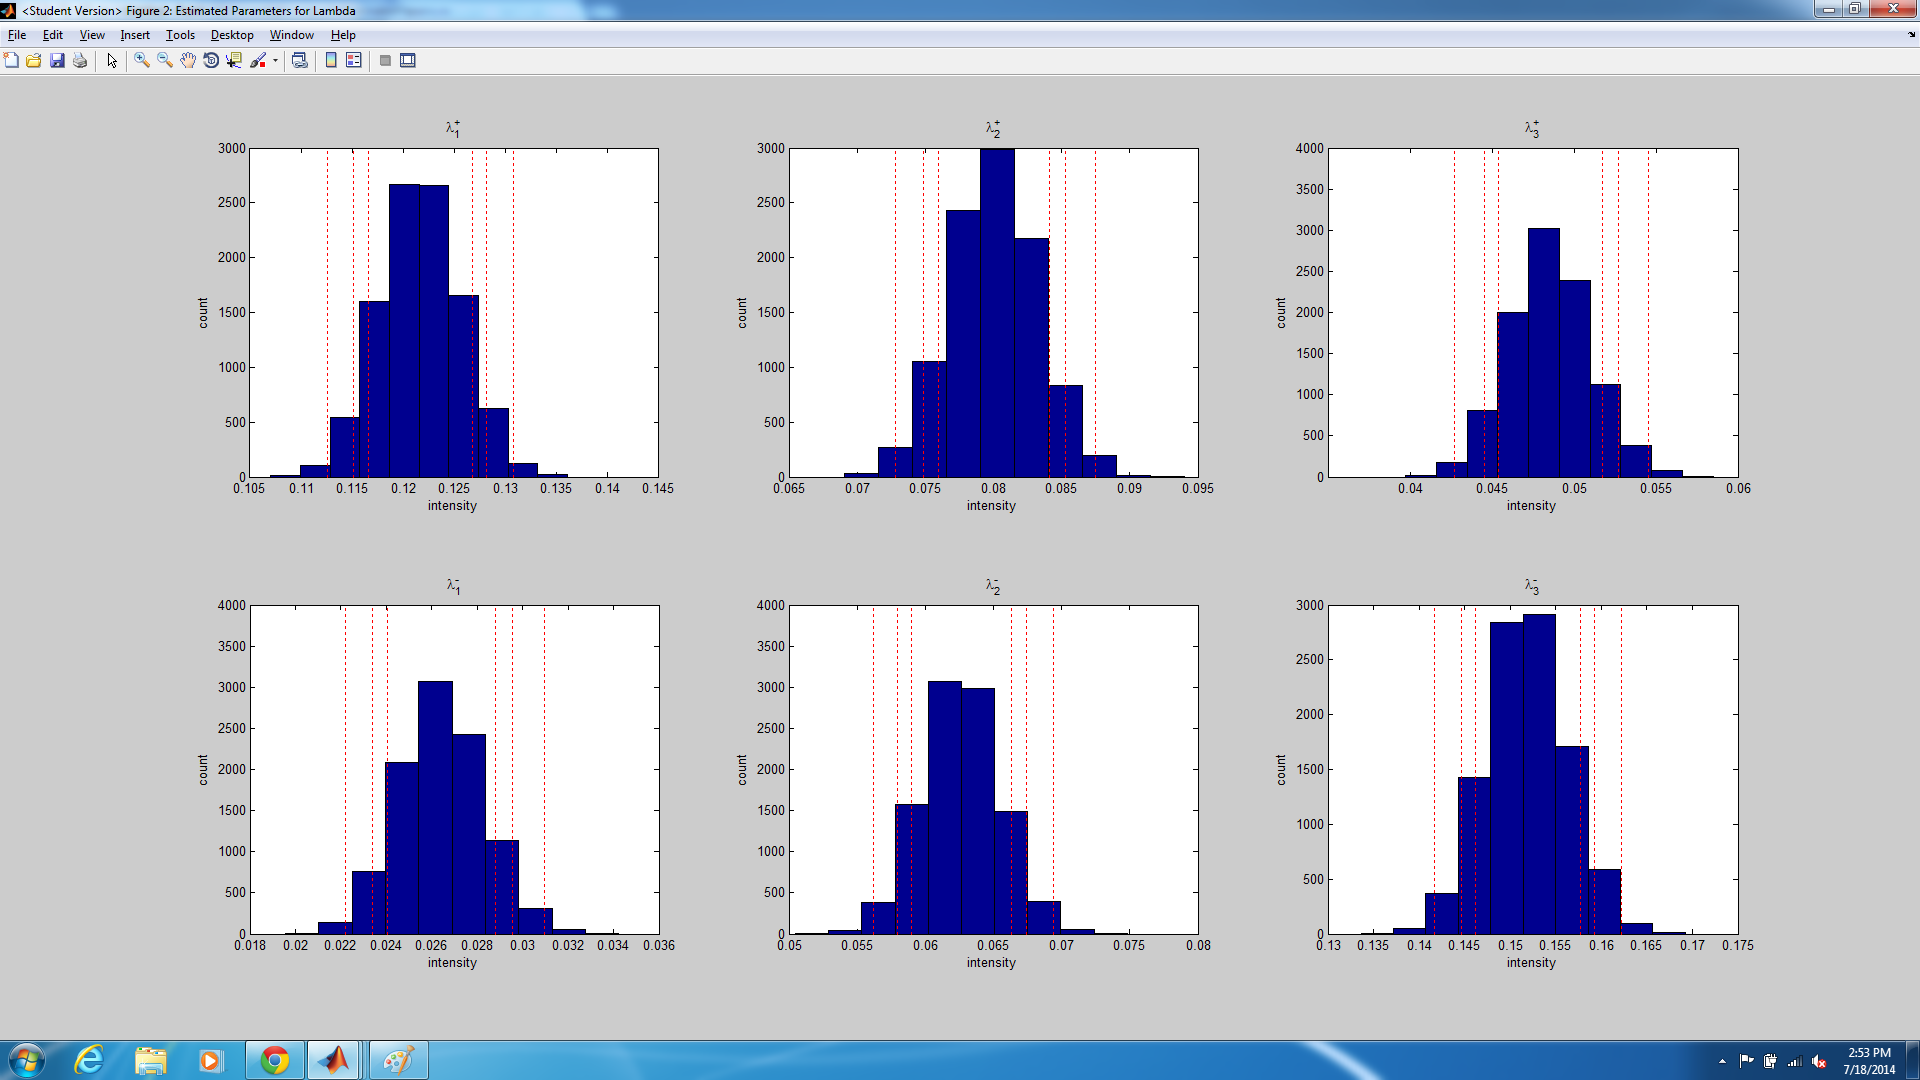 <Student Version> Figure 2: Estimated Parameters for Lambda
File Edit View Insert Tools Desktop Window Help
λ1+
3000
2500
2000
1500
1000
500
0
count
0.105 0.11 0.115 0.12 0.125 0.13 0.135 0.14 0.145
intensity
λ2+
3000
2500
2000
1500
1000
500
0
count
0.065 0.07 0.075 0.08 0.085 0.09 0.095
intensity
λ3+
4000
3500
3000
2500
2000
1500
1000
500
0
count
0.04 0.045 0.05 0.055 0.06
intensity
λ1-
4000
3500
3000
2500
2000
1500
1000
500
0
count
0.018 0.02 0.022 0.024 0.026 0.028 0.03 0.032 0.034 0.036
intensity
λ2-
4000
3500
3000
2500
2000
1500
1000
500
0
count
0.05 0.055 0.06 0.065 0.07 0.075 0.08
intensity
λ3-
3000
2500
2000
1500
1000
500
0
count
0.13 0.135 0.14 0.145 0.15 0.155 0.16 0.165 0.17 0.175
intensity
2:53 PM
7/18/2014